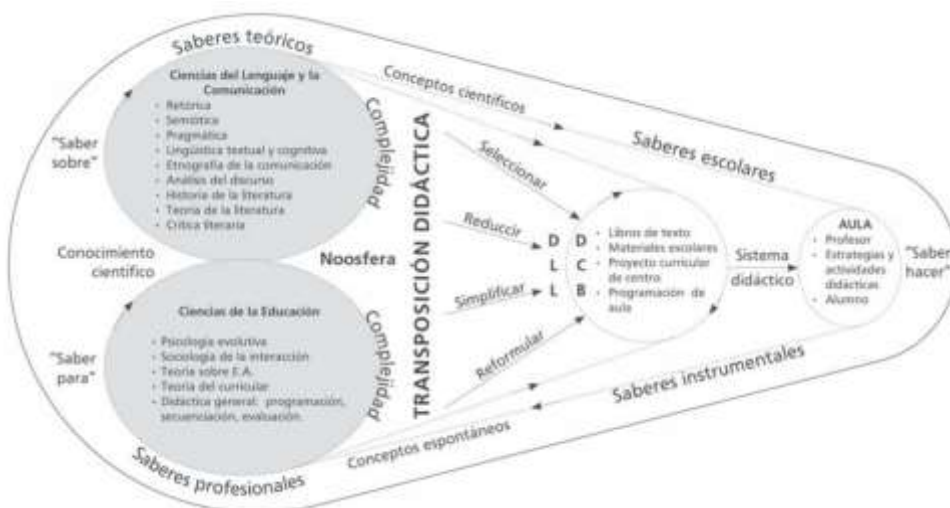 Saberes teóricos
Ciencias del Lenguaje y la
Comunicación
• Retórica
• Semiótica
• Pragmática
• Lingüística textual y cognitiva
• Etnografía de la comunicación
• Análisis del discurso
• Historia de la literatura
• Teoría de la literatura
• Crítica literaria
"Saber
sobre"
Complejidad
Conocimiento
científico
Noosfera
Ciencias de la Educación
• Psicología evolutiva
• Sociología de la interacción
• Teoría sobre E.A.
• Teoría del curricular
• Didáctica general: programación,
secuenciación, evaluación.
"Saber
para"
Complejidad
Saberes profesionales
TRANSPOSICIÓN DIDÁCTICA
Conceptos científicos
Seleccionar
Reduccir
Simplificar
Reformular
Conceptos espontáneos
D D
L C
L B
• Libros de texto
• Materiales escolares
• Proyecto curricular
de centro
• Programación de
aula
Sistema
didáctico
Saberes escolares
AULA
• Profesor
• Estrategias y
actividades
didácticas
• Alumno
"Saber
hacer"
Saberes instrumentales